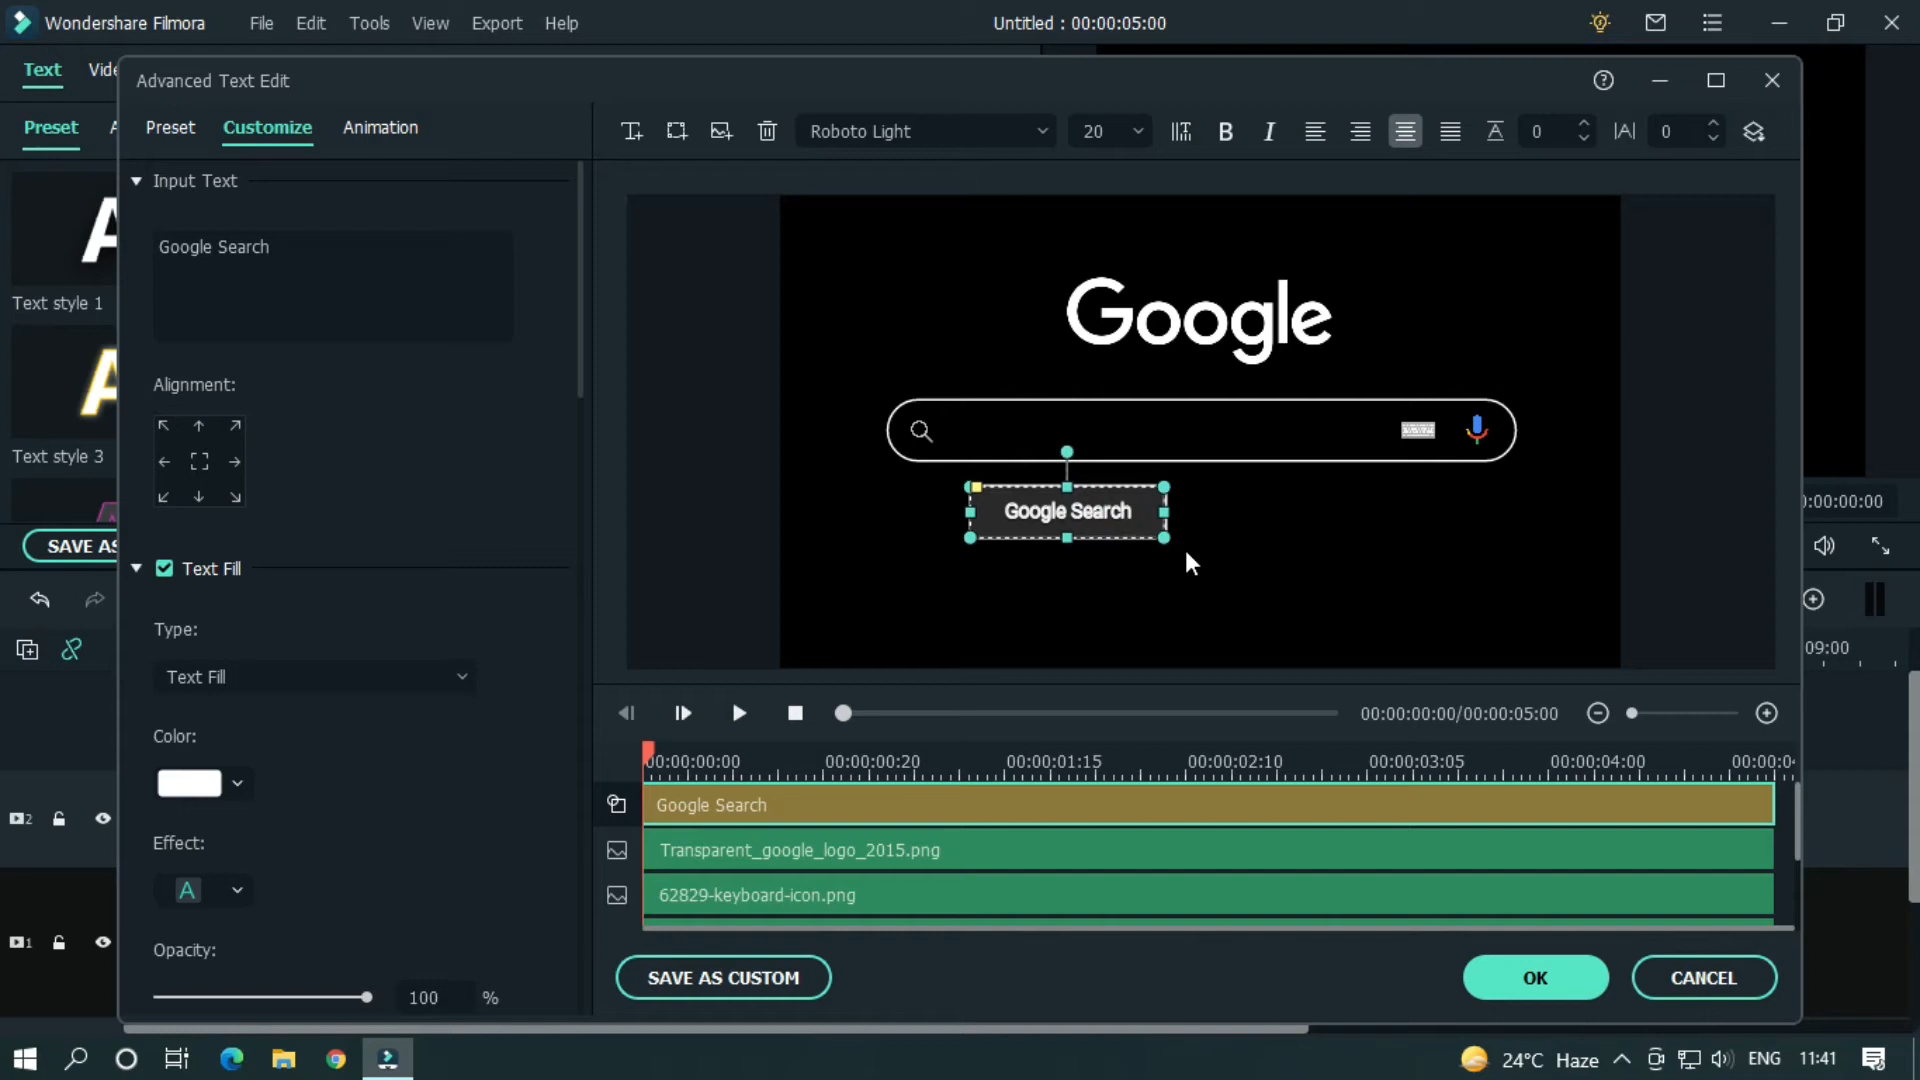 Wondershare Filmora File Edit Tools View Export Help Untitled : 00:00:05:00
Text
Advanced Text Edit
Preset
Preset Customize Animation
Roboto Light 20 B I 0 0
Input Text
Google Search
Text style 1
Google
Alignment:
Text style 3
Google Search
SAVE AS
Text Fill
Type:
Text Fill
09:00
Color:
00:00:00:00/00:00:05:00
00:00:00:00 00:00:00:20 00:00:01:15 00:00:02:10 00:00:03:05 00:00:04:00
Google Search
2
Effect:
Transparent_google_logo_2015.png
A
62829-keyboard-icon.png
1
Opacity:
100 %
SAVE AS CUSTOM OK CANCEL
24°C Haze ENG 11:41